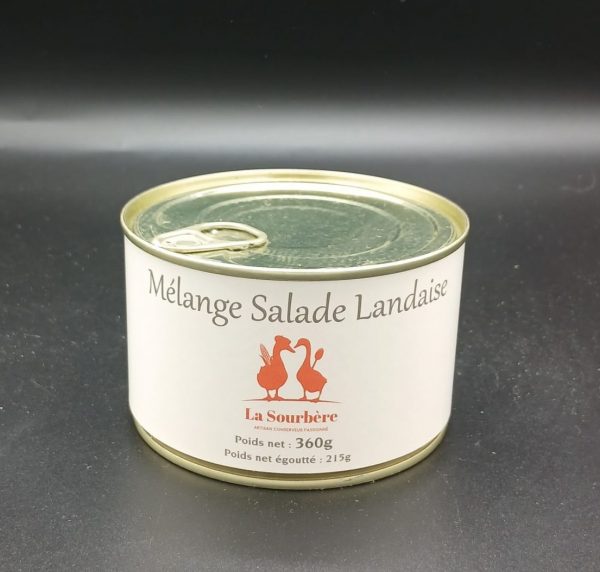 Mélange Salade Landaise
La Sourbère
ARTISAN CONSERVEUR PASSIONNÉ
Poids net : 360g
Poids net égoutté : 215g